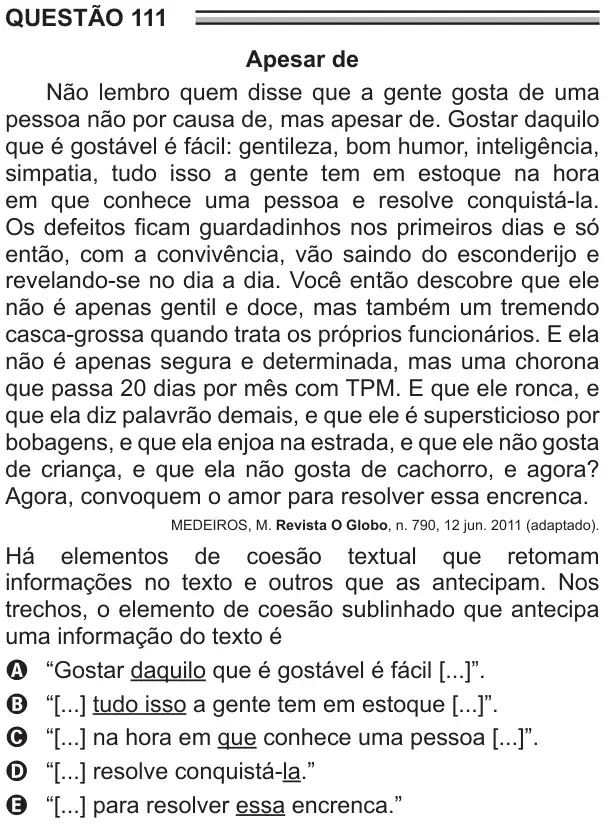 QUESTÃO 111
Apesar de
Não lembro quem disse que a gente gosta de uma
pessoa não por causa de, mas apesar de. Gostar daquilo
que é gostável é fácil: gentileza, bom humor, inteligência,
simpatia, tudo isso a gente tem em estoque na hora
em que conhece uma pessoa e resolve conquistá-la.
Os defeitos ficam guardadinhos nos primeiros dias e só
então, com a convivência, vão saindo do esconderijo e
revelando-se no dia a dia. Você então descobre que ele
não é apenas gentil e doce, mas também um tremendo
casca-grossa quando trata os próprios funcionários. E ela
não é apenas segura e determinada, mas uma chorona
que passa 20 dias por mês com TPM. E que ele ronca, e
que ela diz palavrão demais, e que ele é supersticioso por
bobagens, e que ela enjoa na estrada, e que ele não gosta
de criança, e que ela não gosta de cachorro, e agora?
Agora, convoquem o amor para resolver essa encrenca.
MEDEIROS, M. Revista O Globo, n. 790, 12 jun. 2011 (adaptado).
Há elementos de coesão textual que retomam
informações no texto e outros que as antecipam. Nos
trechos, o elemento de coesão sublinhado que antecipa
uma informação do texto é
A “Gostar daquilo que é gostável é fácil [...]”.
B “[...] tudo isso a gente tem em estoque [...]”.
C “[...] na hora em que conhece uma pessoa [...]”.
D “[...] resolve conquistá-la.”
E “[...] para resolver essa encrenca.”